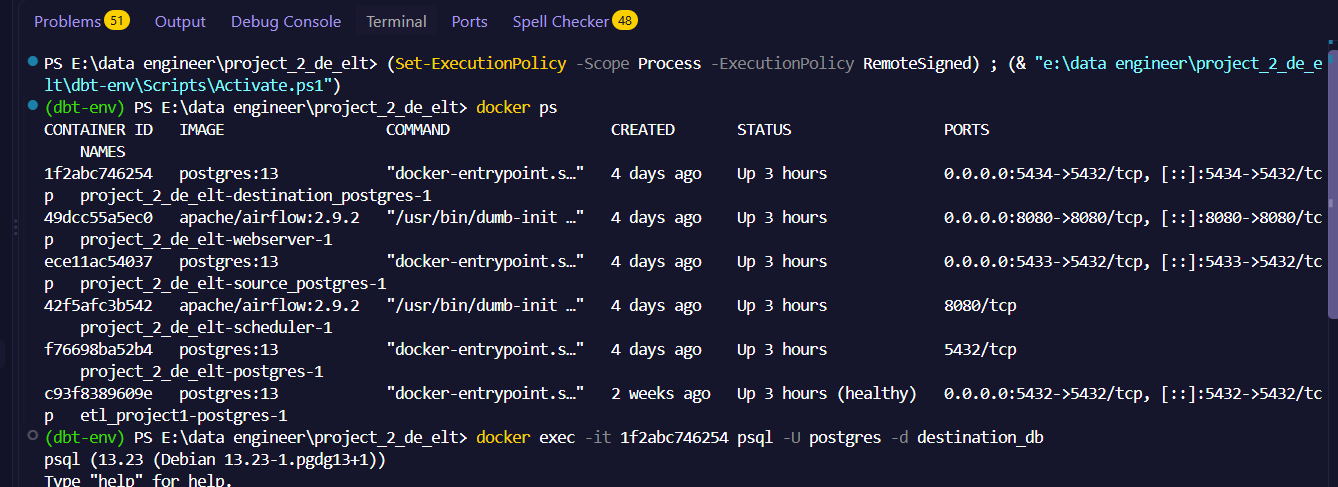 Problems 51 Output Debug Console Terminal Ports Spell Checker 48
PS E:\data engineer\project_2_de_elt> (Set-ExecutionPolicy -Scope Process -ExecutionPolicy RemoteSigned) ; (& "e:\data engineer\project_2_de_e
lt\dbt-env\Scripts\Activate.ps1")
(dbt-env) PS E:\data engineer\project_2_de_elt> docker ps
CONTAINER ID   IMAGE                  COMMAND                  CREATED       STATUS                 PORTS
    NAMES
1f2abc746254   postgres:13            "docker-entrypoint.s…"   4 days ago    Up 3 hours             0.0.0.0:5434->5432/tcp, [::]:5434->5432/tc
p   project_2_de_elt-destination_postgres-1
49dcc55a5ec0   apache/airflow:2.9.2   "/usr/bin/dumb-init …"   4 days ago    Up 3 hours             0.0.0.0:8080->8080/tcp, [::]:8080->8080/tc
p   project_2_de_elt-webserver-1
ece11ac54037   postgres:13            "docker-entrypoint.s…"   4 days ago    Up 3 hours             0.0.0.0:5433->5432/tcp, [::]:5433->5432/tc
p   project_2_de_elt-source_postgres-1
42f5afc3b542   apache/airflow:2.9.2   "/usr/bin/dumb-init …"   4 days ago    Up 3 hours             8080/tcp
    project_2_de_elt-scheduler-1
f76698ba52b4   postgres:13            "docker-entrypoint.s…"   4 days ago    Up 3 hours             5432/tcp
    project_2_de_elt-postgres-1
c93f8389609e   postgres:13            "docker-entrypoint.s…"   2 weeks ago   Up 3 hours (healthy)   0.0.0.0:5432->5432/tcp, [::]:5432->5432/tc
p   etl_project1-postgres-1
(dbt-env) PS E:\data engineer\project_2_de_elt> docker exec -it 1f2abc746254 psql -U postgres -d destination_db
psql (13.23 (Debian 13.23-1.pgdg13+1))
Type "help" for help.